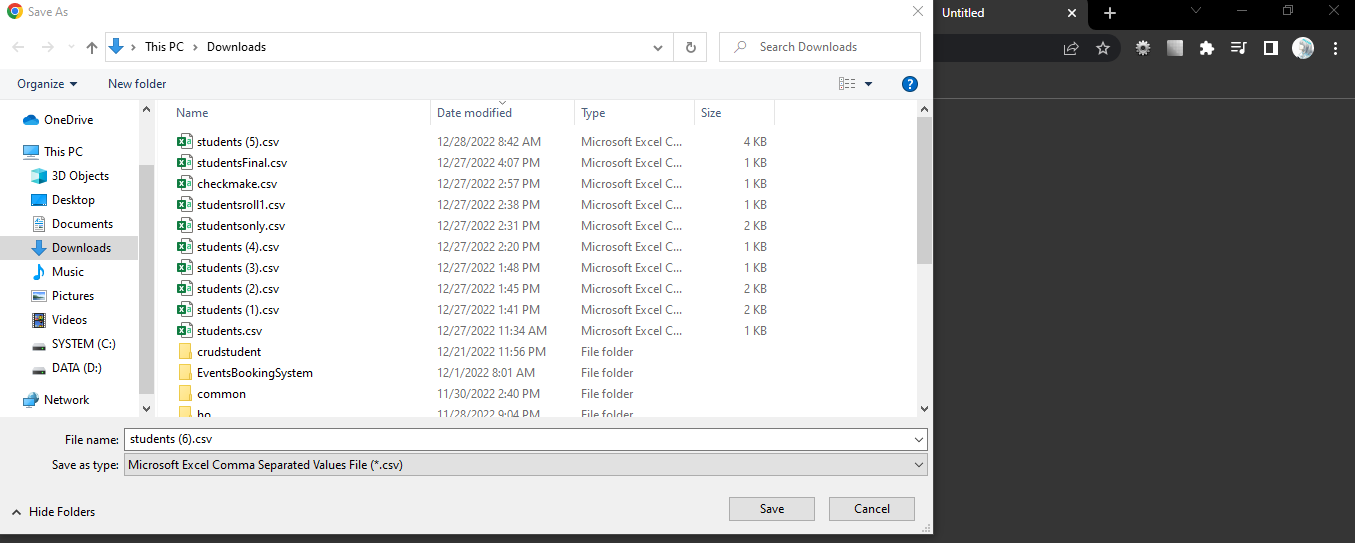 Save As
Untitled
This PC > Downloads
Search Downloads
Organize
New folder
Name Date modified Type Size
OneDrive
This PC
3D Objects
Desktop
Documents
Downloads
Music
Pictures
Videos
SYSTEM (C:)
DATA (D:)
Network
students (5).csv 12/28/2022 8:42 AM Microsoft Excel C... 4 KB
studentsFinal.csv 12/27/2022 4:07 PM Microsoft Excel C... 1 KB
checkmake.csv 12/27/2022 2:57 PM Microsoft Excel C... 1 KB
studentsroll1.csv 12/27/2022 2:38 PM Microsoft Excel C... 1 KB
studentsonly.csv 12/27/2022 2:31 PM Microsoft Excel C... 2 KB
students (4).csv 12/27/2022 2:20 PM Microsoft Excel C... 1 KB
students (3).csv 12/27/2022 1:48 PM Microsoft Excel C... 1 KB
students (2).csv 12/27/2022 1:45 PM Microsoft Excel C... 2 KB
students (1).csv 12/27/2022 1:41 PM Microsoft Excel C... 2 KB
students.csv 12/27/2022 11:34 AM Microsoft Excel C... 1 KB
crudstudent 12/21/2022 11:56 PM File folder
EventsBookingSystem 12/1/2022 8:01 AM File folder
common 11/30/2022 2:40 PM File folder
ho 11/28/2022 9:04 PM File folder
File name: students (6).csv
Save as type: Microsoft Excel Comma Separated Values File (*.csv)
Hide Folders
Save
Cancel